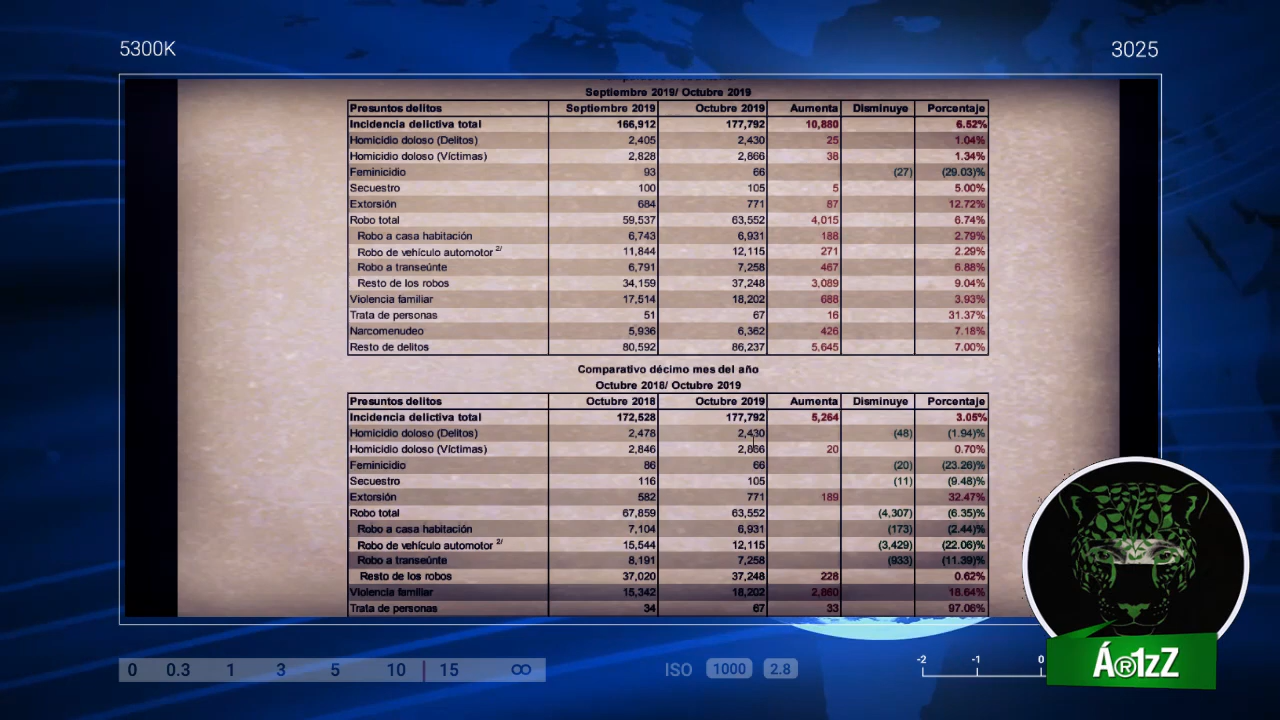 5300K
3025
Septiembre 2019/ Octubre 2019
Presuntos delitos Septiembre 2019 Octubre 2019 Aumenta Disminuye Porcentaje
Incidencia delictiva total 166,912 177,792 10,880 6.52%
Homicidio doloso (Delitos) 2,405 2,430 25 1.04%
Homicidio doloso (Víctimas) 2,828 2,866 38 1.34%
Feminicidio 93 66 (27) (29.03)%
Secuestro 100 105 5 5.00%
Extorsión 684 771 87 12.72%
Robo total 59,537 63,552 4,015 6.74%
Robo a casa habitación 6,743 6,931 188 2.79%
Robo de vehículo automotor 2/ 11,844 12,115 271 2.29%
Robo a transeúnte 6,791 7,258 467 6.88%
Resto de los robos 34,159 37,248 3,089 9.04%
Violencia familiar 17,514 18,202 688 3.93%
Trata de personas 51 67 16 31.37%
Narcomenudeo 5,936 6,362 426 7.18%
Resto de delitos 80,592 86,237 5,645 7.00%
Comparativo décimo mes del año
Octubre 2018/ Octubre 2019
Presuntos delitos Octubre 2018 Octubre 2019 Aumenta Disminuye Porcentaje
Incidencia delictiva total 172,528 177,792 5,264 3.05%
Homicidio doloso (Delitos) 2,478 2,430 (48) (1.94)%
Homicidio doloso (Víctimas) 2,846 2,866 20 0.70%
Feminicidio 86 66 (20) (23.26)%
Secuestro 116 105 (11) (9.48)%
Extorsión 582 771 189 32.47%
Robo total 67,859 63,552 (4,307) (6.35)%
Robo a casa habitación 7,104 6,931 (173) (2.44)%
Robo de vehículo automotor 2/ 15,544 12,115 (3,429) (22.06)%
Robo a transeúnte 8,191 7,258 (933) (11.39)%
Resto de los robos 37,020 37,248 228 0.62%
Violencia familiar 15,342 18,202 2,860 18.64%
Trata de personas 34 67 33 97.06%
0 0.3 1 3 5 10 15 ∞
ISO 1000 2.8
-2 -1 0
Á®1zZ